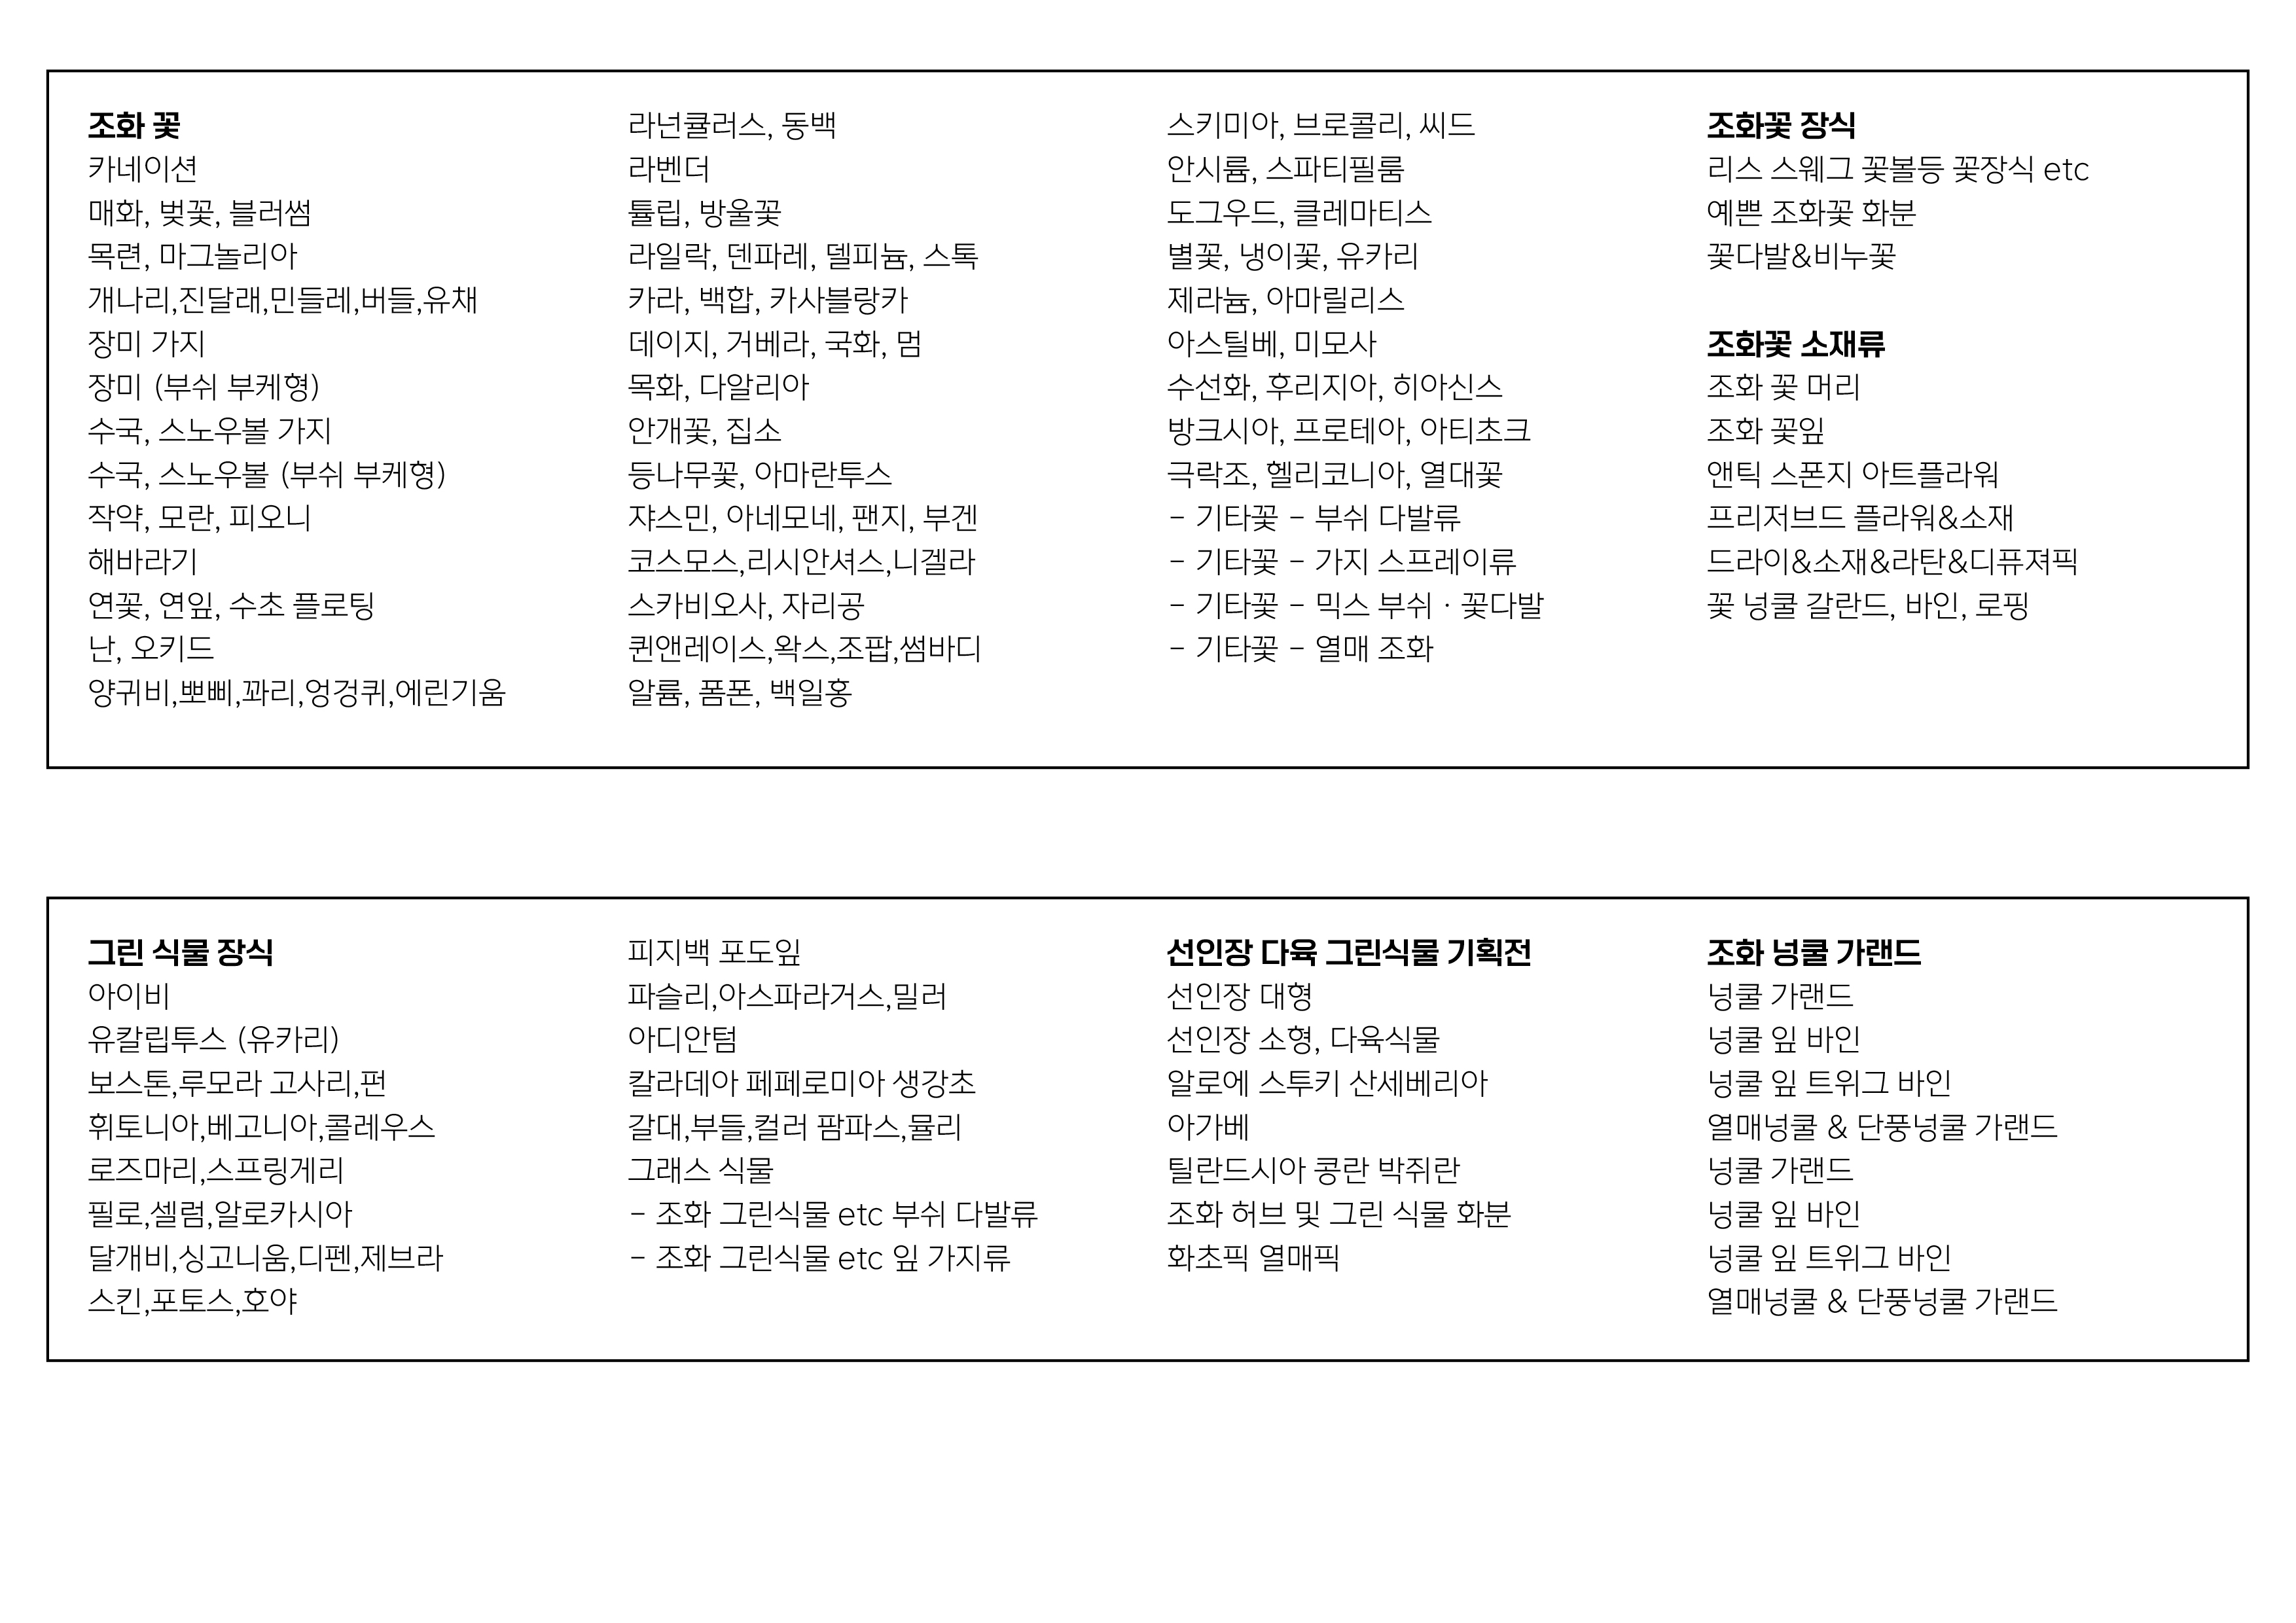 조화 꽃
카네이션
매화, 벚꽃, 블러썸
목련, 마그놀리아
개나리,진달래,민들레,버들,유채
장미 가지
장미 (부쉬 부케형)
수국, 스노우볼 가지
수국, 스노우볼 (부쉬 부케형)
작약, 모란, 피오니
해바라기
연꽃, 연잎, 수초 플로팅
난, 오키드
양귀비,뽀삐,꽈리,엉겅퀴,에린기움
라넌큘러스, 동백
라벤더
튤립, 방울꽃
라일락, 덴파레, 델피늄, 스톡
카라, 백합, 카사블랑카
데이지, 거베라, 국화, 멈
목화, 다알리아
안개꽃, 집소
등나무꽃, 아마란투스
쟈스민, 아네모네, 팬지, 부겐
코스모스,리시안셔스,니겔라
스카비오사, 자리공
퀸앤레이스,왁스,조팝,썸바디
알륨, 폼폰, 백일홍
스키미아, 브로콜리, 씨드
안시륨, 스파티필룸
도그우드, 클레마티스
별꽃, 냉이꽃, 유카리
제라늄, 아마릴리스
아스틸베, 미모사
수선화, 후리지아, 히아신스
방크시아, 프로테아, 아티초크
극락조, 헬리코니아, 열대꽃
- 기타꽃 - 부쉬 다발류
- 기타꽃 - 가지 스프레이류
- 기타꽃 - 믹스 부쉬 · 꽃다발
- 기타꽃 - 열매 조화
조화꽃 장식
리스 스웨그 꽃볼등 꽃장식 etc
예쁜 조화꽃 화분
꽃다발&비누꽃
조화꽃 소재류
조화 꽃 머리
조화 꽃잎
앤틱 스폰지 아트플라워
프리저브드 플라워&소재
드라이&소재&라탄&디퓨져픽
꽃 넝쿨 갈란드, 바인, 로핑
그린 식물 장식
아이비
유칼립투스 (유카리)
보스톤,루모라 고사리,펀
휘토니아,베고니아,콜레우스
로즈마리,스프링게리
필로,셀럼,알로카시아
달개비,싱고니움,디펜,제브라
스킨,포토스,호야
피지백 포도잎
파슬리,아스파라거스,밀러
아디안텀
칼라데아 페페로미아 생강초
갈대,부들,컬러 팜파스,뮬리
그래스 식물
- 조화 그린식물 etc 부쉬 다발류
- 조화 그린식물 etc 잎 가지류
선인장 다육 그린식물 기획전
선인장 대형
선인장 소형, 다육식물
알로에 스투키 산세베리아
아가베
틸란드시아 콩란 박쥐란
조화 허브 및 그린 식물 화분
화초픽 열매픽
조화 넝쿨 가랜드
넝쿨 가랜드
넝쿨 잎 바인
넝쿨 잎 트위그 바인
열매넝쿨 & 단풍넝쿨 가랜드
넝쿨 가랜드
넝쿨 잎 바인
넝쿨 잎 트위그 바인
열매넝쿨 & 단풍넝쿨 가랜드